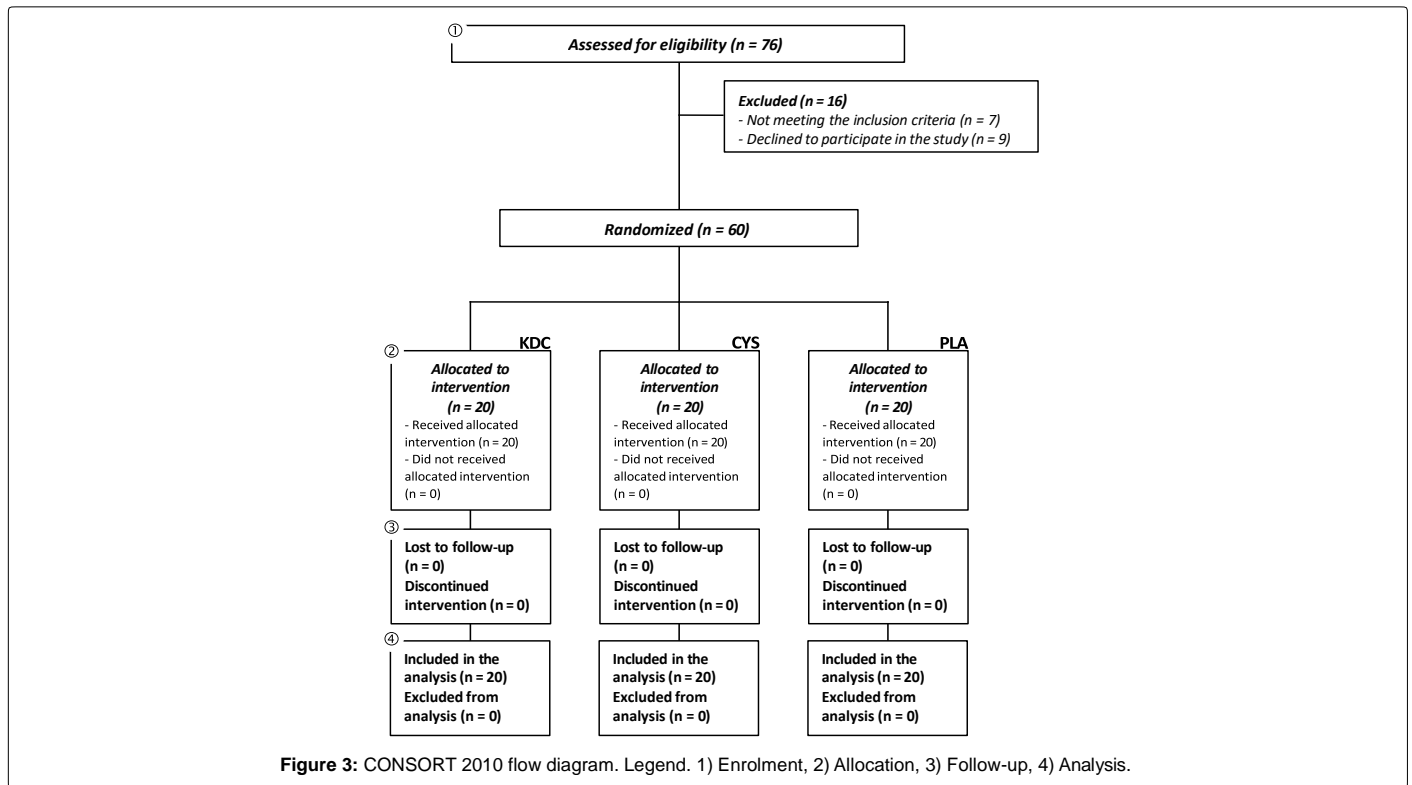 ①
Assessed for eligibility (n = 76)
Excluded (n = 16)
- Not meeting the inclusion criteria (n = 7)
- Declined to participate in the study (n = 9)
Randomized (n = 60)
②
KDC
Allocated to
intervention
(n = 20)
- Received allocated
intervention (n = 20)
- Did not received
allocated intervention
(n = 0)
CYS
Allocated to
intervention
(n = 20)
- Received allocated
intervention (n = 20)
- Did not received
allocated intervention
(n = 0)
PLA
Allocated to
intervention
(n = 20)
- Received allocated
intervention (n = 20)
- Did not received
allocated intervention
(n = 0)
③
Lost to follow-up
(n = 0)
Discontinued
intervention (n = 0)
Lost to follow-up
(n = 0)
Discontinued
intervention (n = 0)
Lost to follow-up
(n = 0)
Discontinued
intervention (n = 0)
④
Included in the
analysis (n = 20)
Excluded from
analysis (n = 0)
Included in the
analysis (n = 20)
Excluded from
analysis (n = 0)
Included in the
analysis (n = 20)
Excluded from
analysis (n = 0)
Figure 3: CONSORT 2010 flow diagram. Legend. 1) Enrolment, 2) Allocation, 3) Follow-up, 4) Analysis.